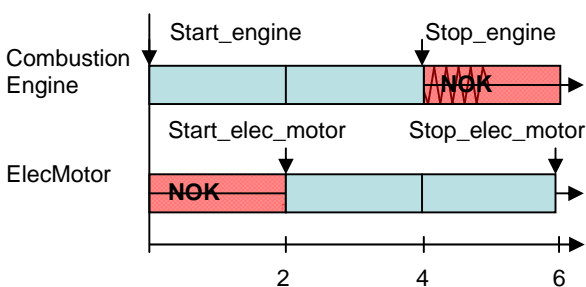 Start_engine Stop_engine
Combustion
Engine
NOK
Start_elec_motor Stop_elec_motor
ElecMotor
NOK
2 4 6